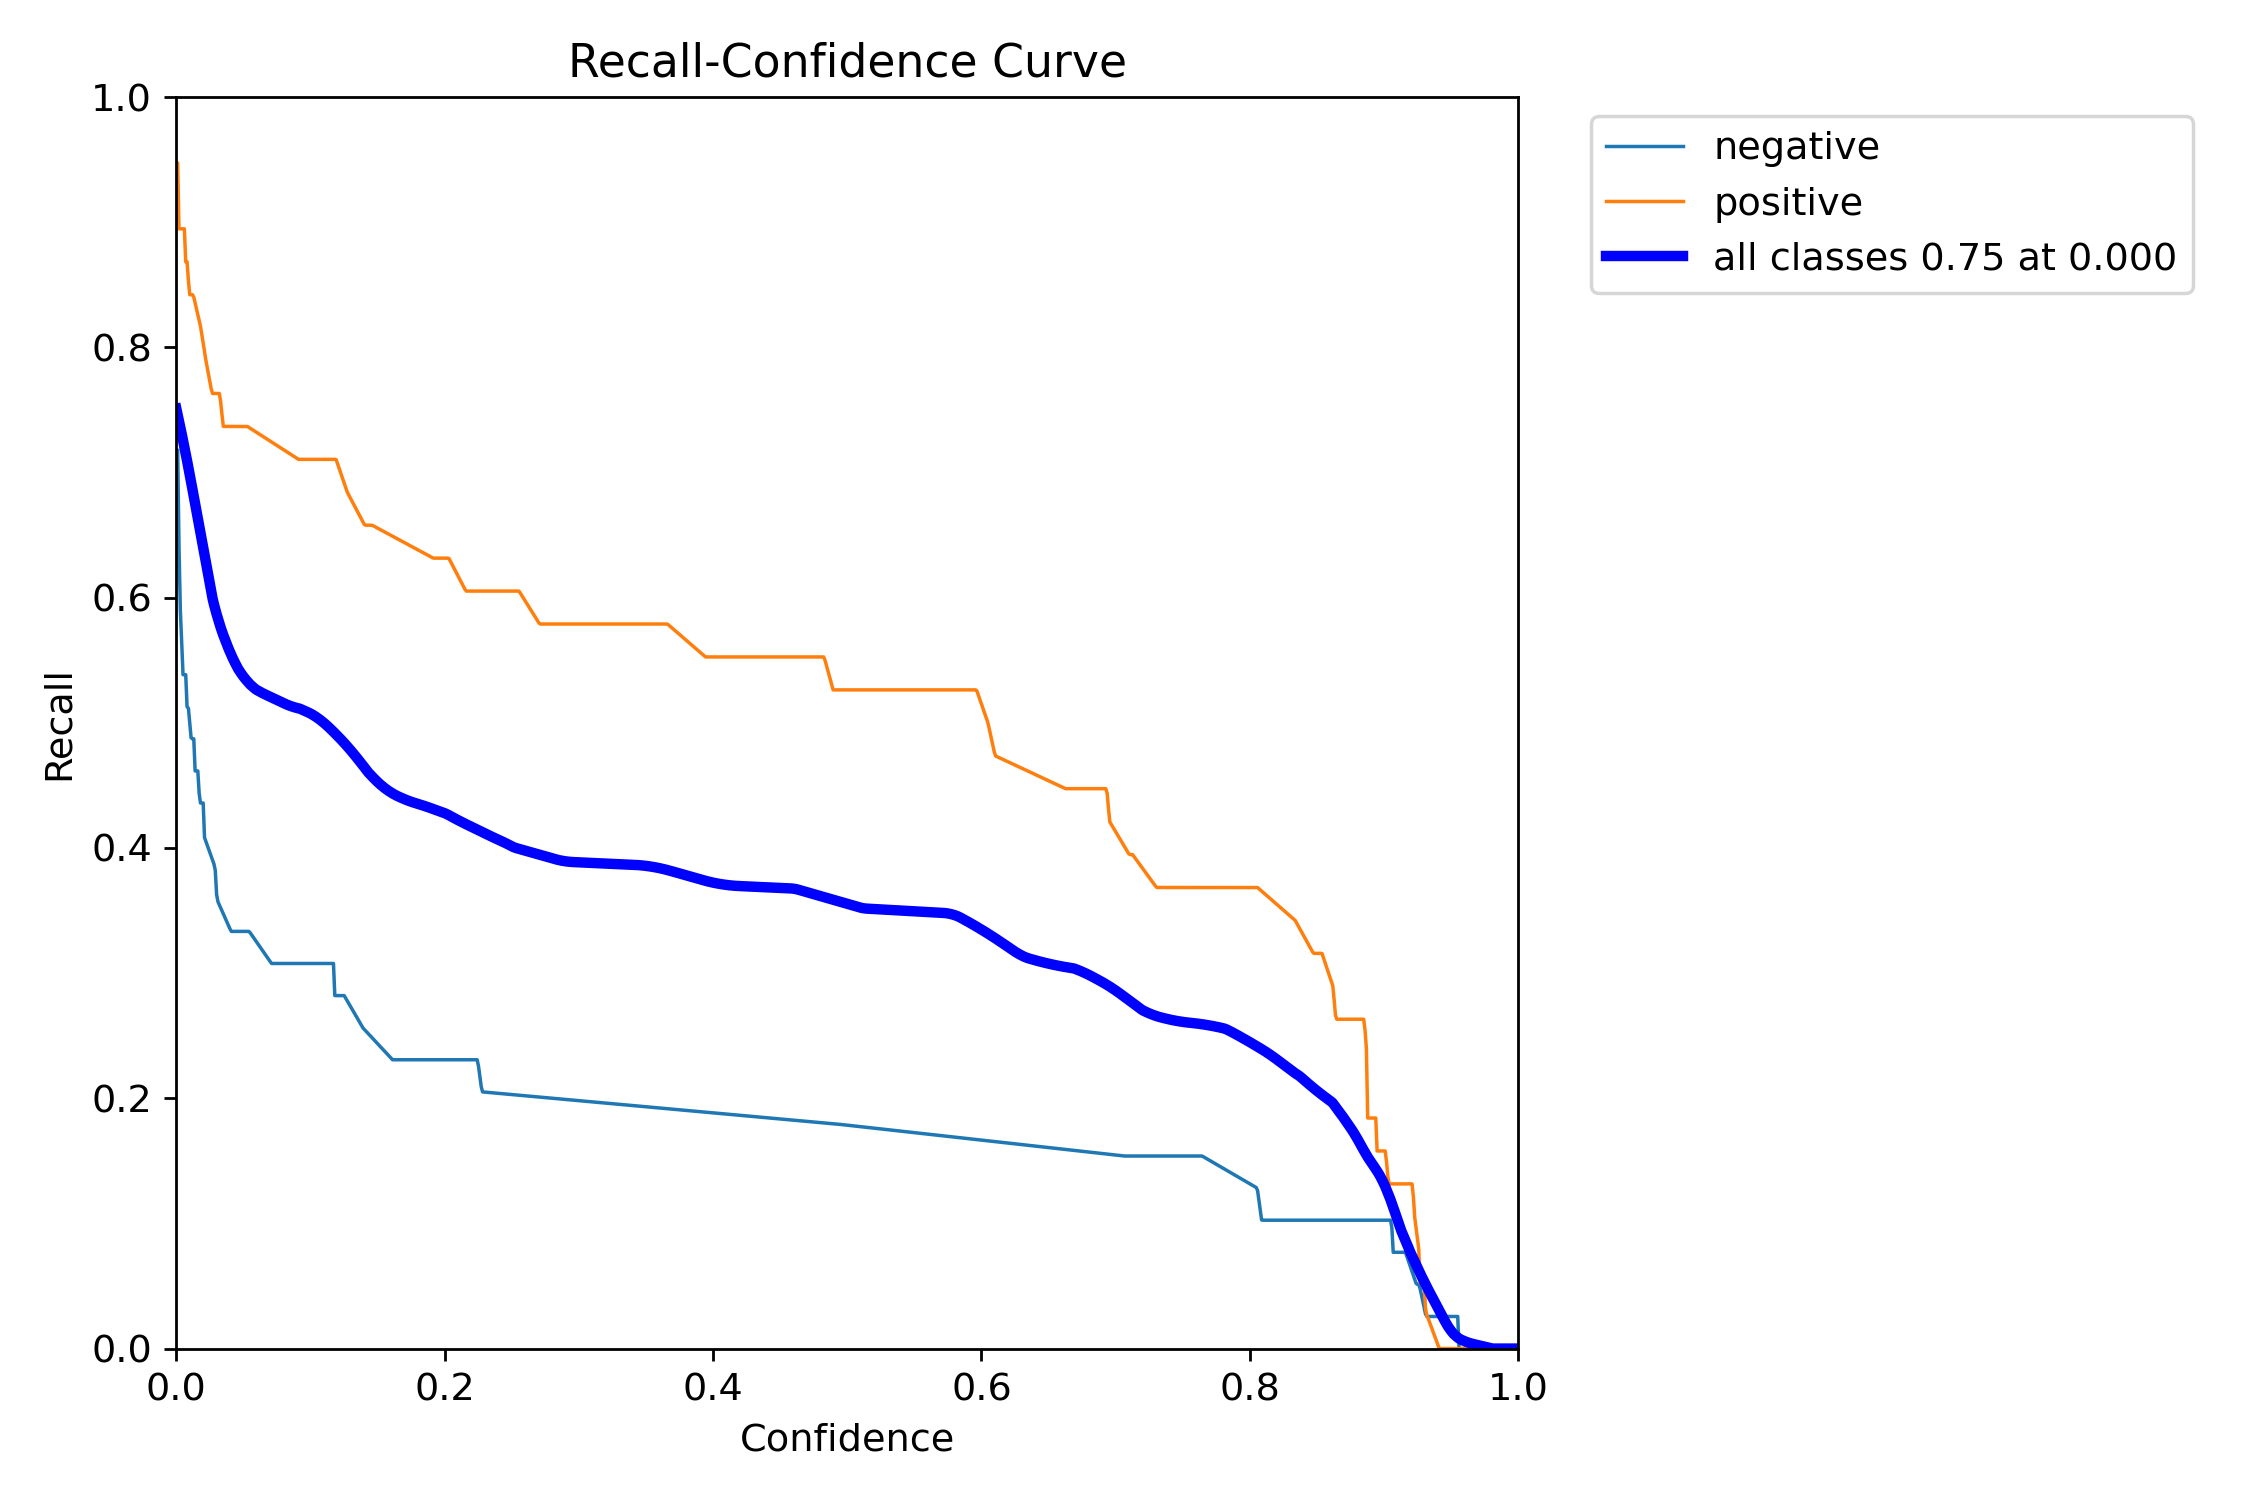 Recall-Confidence Curve
1.0
0.8
0.6
0.4
0.2
0.0
Recall
0.0 0.2 0.4 0.6 0.8 1.0
Confidence
negative
positive
all classes 0.75 at 0.000